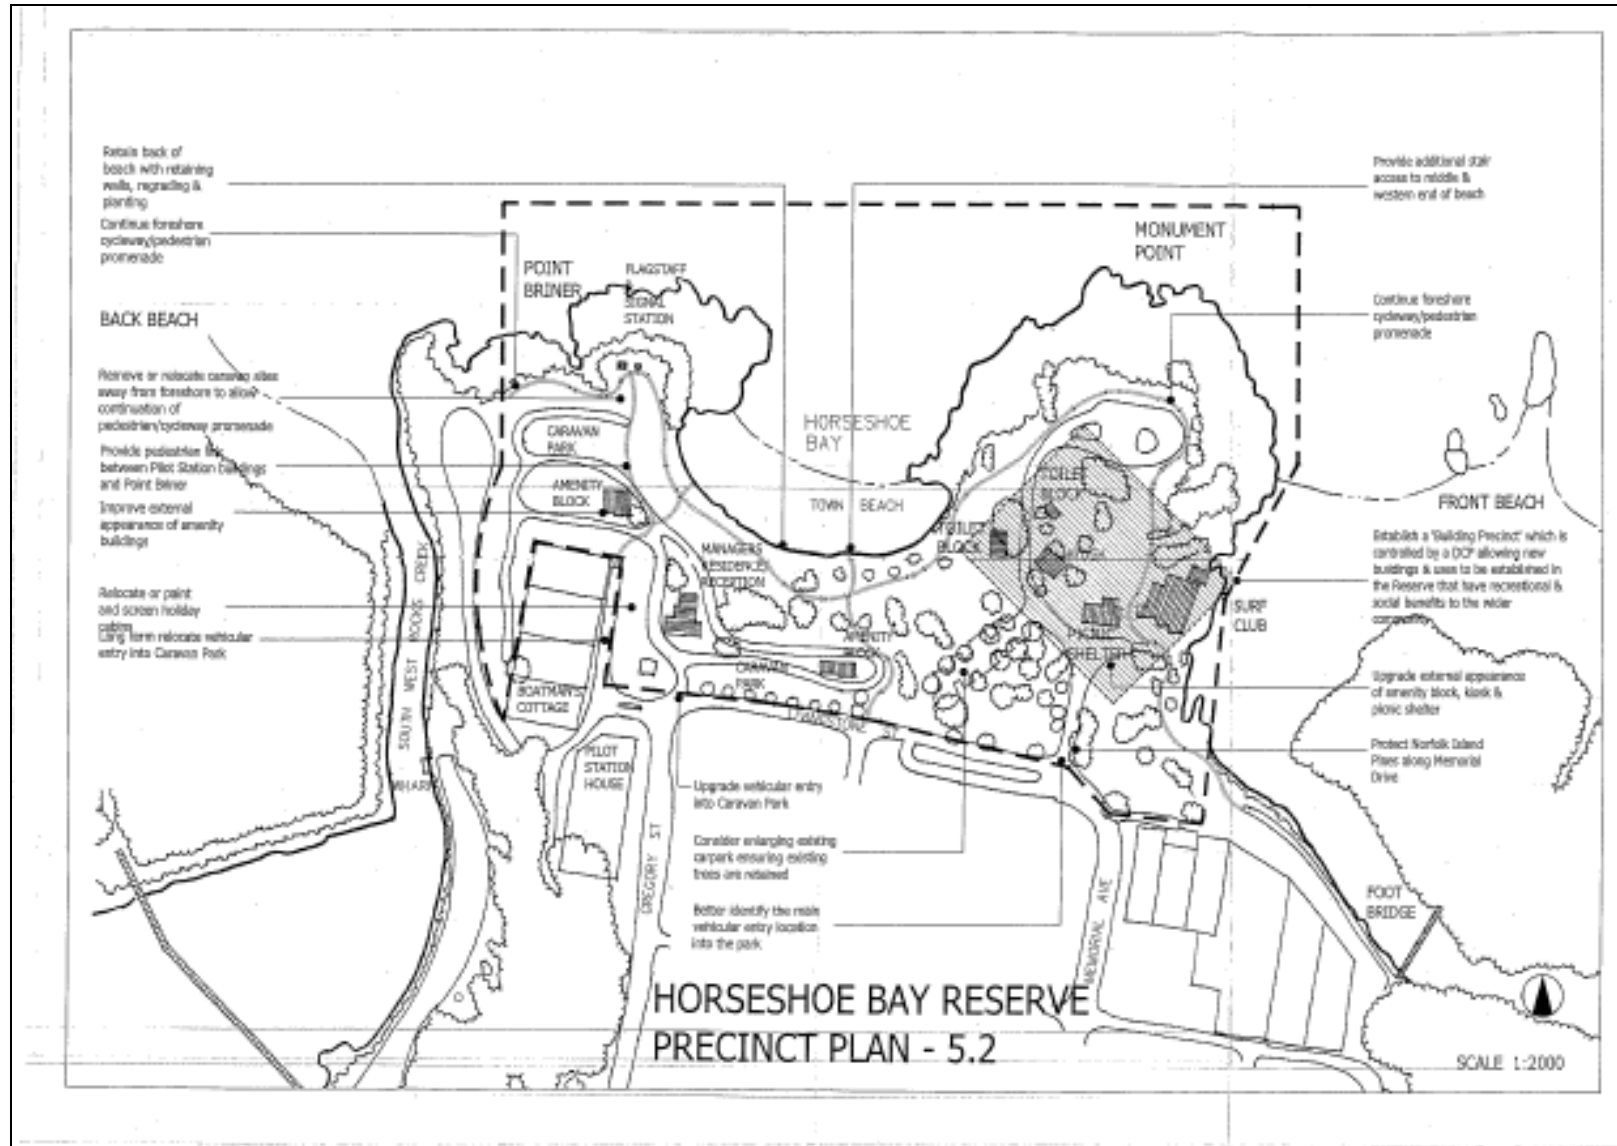 Retain back of
beach with retaining
walls, regrading &
planting
Continue foreshore
cycleway/pedestrian
promenade
BACK BEACH
Remove or relocate caravan sites
away from foreshore to allow
continuation of
pedestrian/cycleway promenade
Provide pedestrian link
between Pilot Station buildings
and Point Briner
Improve external
appearance of amenity
buildings
Relocate or paint
and screen holiday
cabins
Long term relocate vehicular
entry into Caravan Park
POINT
BRINER
FLAGSTAFF
&
SIGNAL
STATION
CARAVAN
PARK
AMENITY
BLOCK
MANAGERS
RESIDENCE/
RECEPTION
HORSESHOE
BAY
TOWN BEACH
MONUMENT
POINT
TOILET
BLOCK
TOILET
BLOCK
KIOSK
PICNIC
SHELTER
SURF
CLUB
AMENITY
BLOCK
CARAVAN
PARK
LIVINGSTONE ST
BOATMAN'S
COTTAGE
PILOT
STATION
HOUSE
SOUTH WEST ROCKS CREEK
WHARF
GREGORY ST
MEMORIAL AVE
Upgrade vehicular entry
into Caravan Park
Consider enlarging existing
carpark ensuring existing
trees are retained
Better identify the main
vehicular entry location
into the park
Provide additional stair
access to middle &
western end of beach
Continue foreshore
cycleway/pedestrian
promenade
FRONT BEACH
Establish a 'Building Precinct' which is
controlled by a DCP allowing new
buildings & uses to be established in
the Reserve that have recreational &
social benefits to the wider
community
Upgrade external appearance
of amenity block, kiosk &
picnic shelter
Protect Norfolk Island
Pines along Memorial
Drive
FOOT
BRIDGE
HORSESHOE BAY RESERVE
PRECINCT PLAN - 5.2
SCALE 1:2000